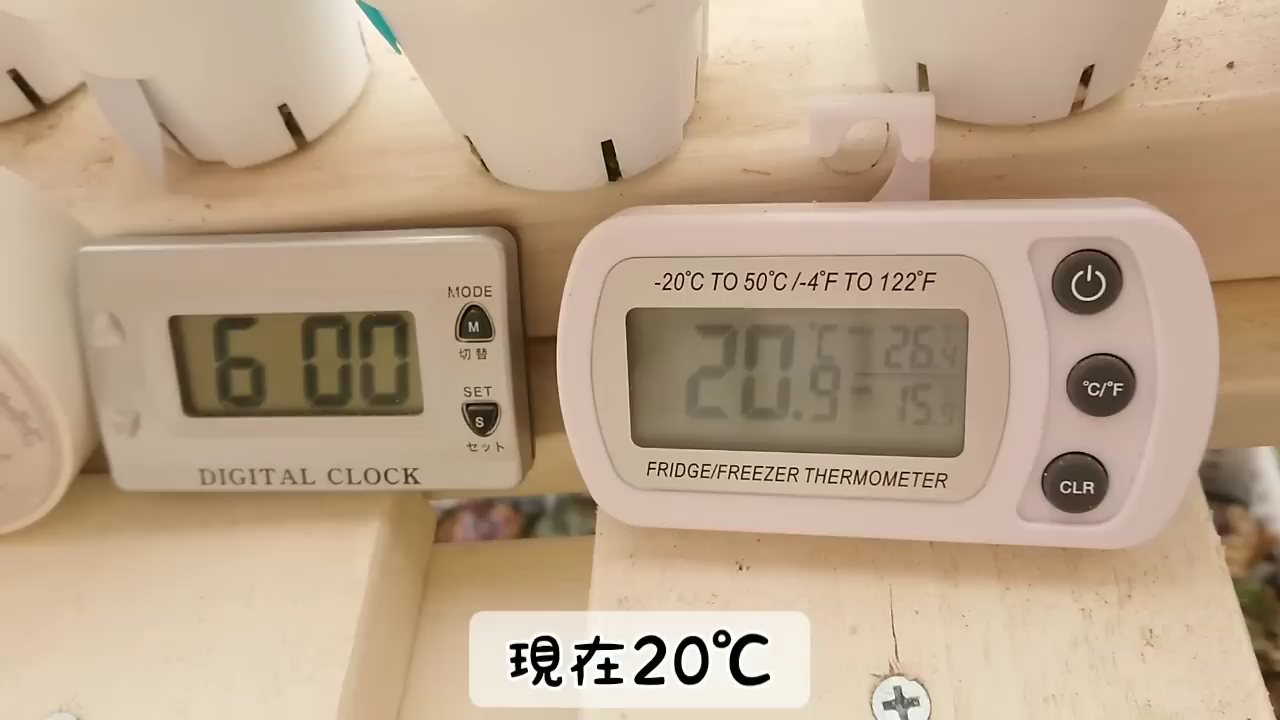 MODE
6 00
M
切替
SET
S
セット
DIGITAL CLOCK
-20°C TO 50°C/-4°F TO 122°F
20.9°C
26.4
15.9
°C/°F
CLR
FRIDGE/FREEZER THERMOMETER
現在20℃